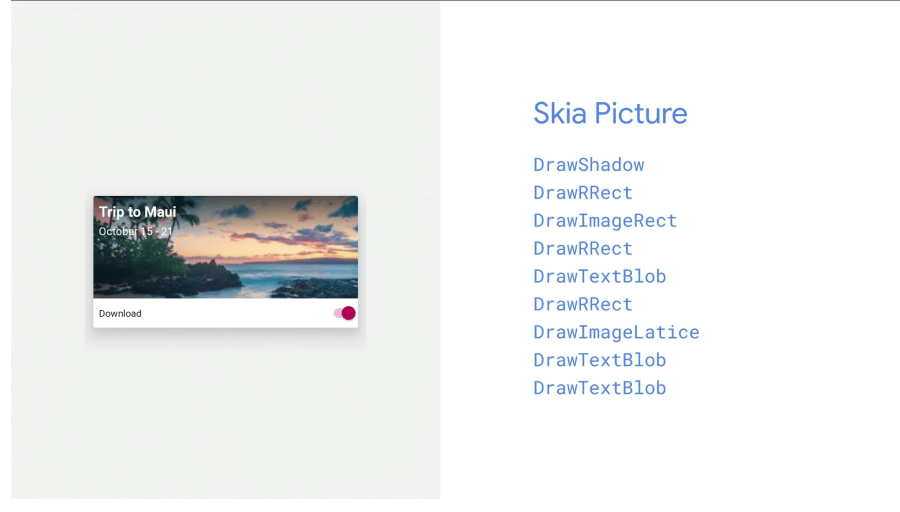 Trip to Maui
October 15 - 21
Download
Skia Picture
DrawShadow
DrawRRect
DrawImageRect
DrawRRect
DrawTextBlob
DrawRRect
DrawImageLatice
DrawTextBlob
DrawTextBlob